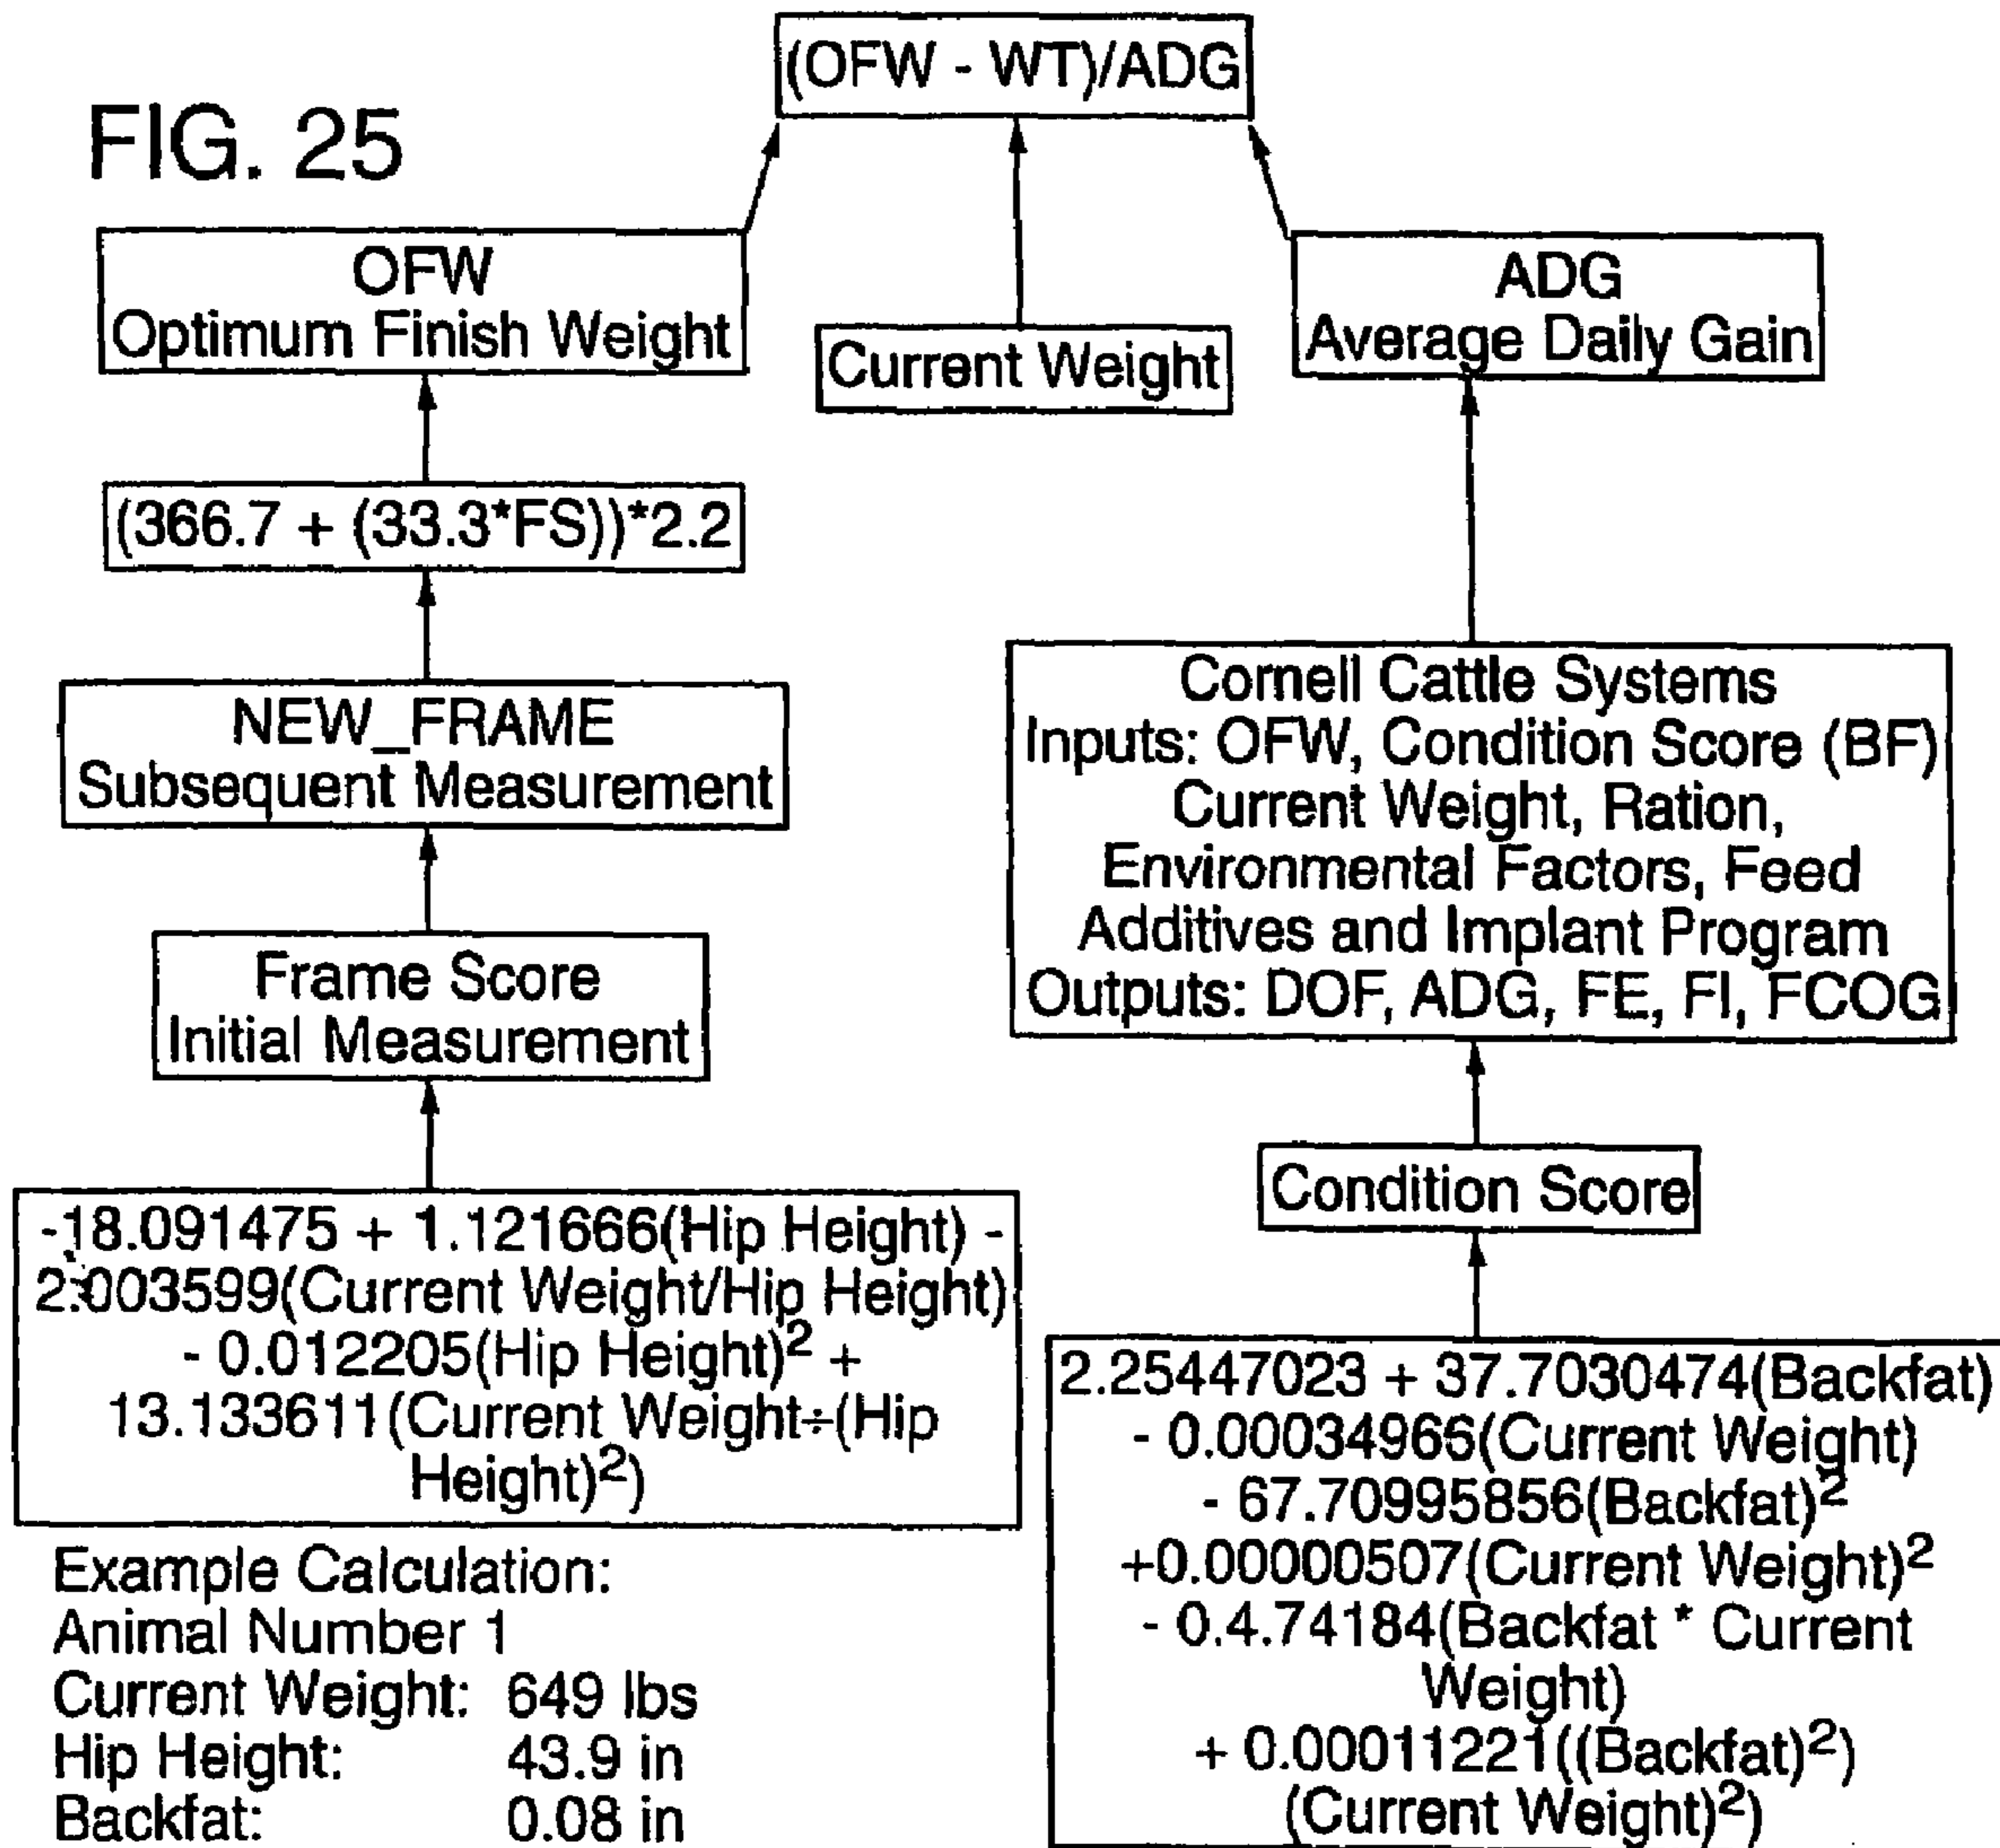 FIG. 25
(OFW - WT)/ADG
OFW
Optimum Finish Weight
Current Weight
ADG
Average Daily Gain
(366.7 + (33.3*FS))*2.2
NEW_FRAME
Subsequent Measurement
Frame Score
Initial Measurement
-18.091475 + 1.121666(Hip Height) -
2.003599(Current Weight/Hip Height)
- 0.012205(Hip Height)2 +
13.133611(Current Weight÷(Hip
Height)2)
Cornell Cattle Systems
Inputs: OFW, Condition Score (BF)
Current Weight, Ration,
Environmental Factors, Feed
Additives and Implant Program
Outputs: DOF, ADG, FE, FI, FCOG
Condition Score
2.25447023 + 37.7030474(Backfat)
- 0.00034966(Current Weight)
- 67.70995856(Backfat)2
+0.00000507(Current Weight)2
- 0.4.74184(Backfat * Current
Weight)
+ 0.00011221((Backfat)2)
(Current Weight)2)
Example Calculation:
Animal Number 1
Current Weight: 649 lbs
Hip Height: 43.9 in
Backfat: 0.08 in